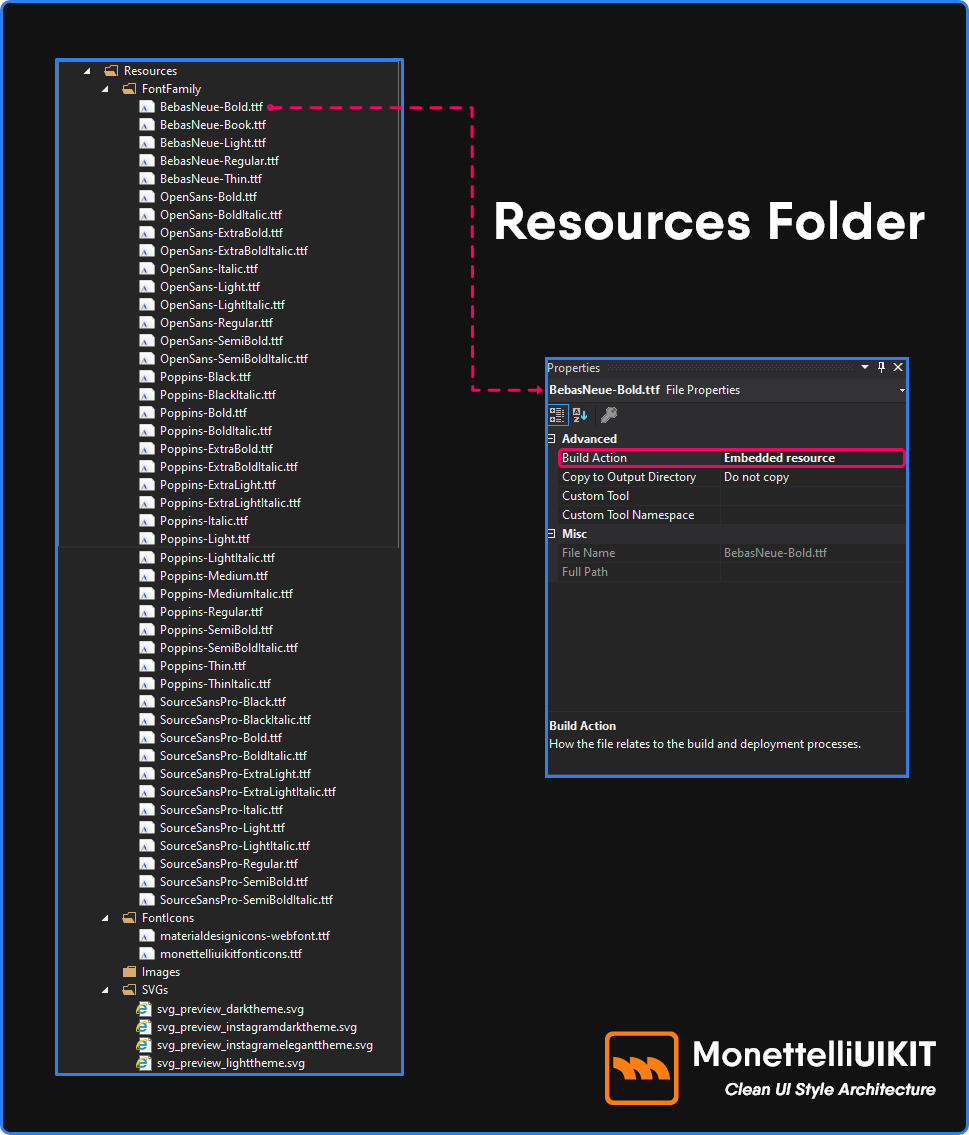 Resources
FontFamily
BebasNeue-Bold.ttf
BebasNeue-Book.ttf
BebasNeue-Light.ttf
BebasNeue-Regular.ttf
BebasNeue-Thin.ttf
OpenSans-Bold.ttf
OpenSans-BoldItalic.ttf
OpenSans-ExtraBold.ttf
OpenSans-ExtraBoldItalic.ttf
OpenSans-Italic.ttf
OpenSans-Light.ttf
OpenSans-LightItalic.ttf
OpenSans-Regular.ttf
OpenSans-SemiBold.ttf
OpenSans-SemiBoldItalic.ttf
Poppins-Black.ttf
Poppins-BlackItalic.ttf
Poppins-Bold.ttf
Poppins-BoldItalic.ttf
Poppins-ExtraBold.ttf
Poppins-ExtraBoldItalic.ttf
Poppins-ExtraLight.ttf
Poppins-ExtraLightItalic.ttf
Poppins-Italic.ttf
Poppins-Light.ttf
Poppins-LightItalic.ttf
Poppins-Medium.ttf
Poppins-MediumItalic.ttf
Poppins-Regular.ttf
Poppins-SemiBold.ttf
Poppins-SemiBoldItalic.ttf
Poppins-Thin.ttf
Poppins-ThinItalic.ttf
SourceSansPro-Black.ttf
SourceSansPro-BlackItalic.ttf
SourceSansPro-Bold.ttf
SourceSansPro-BoldItalic.ttf
SourceSansPro-ExtraLight.ttf
SourceSansPro-ExtraLightItalic.ttf
SourceSansPro-Italic.ttf
SourceSansPro-Light.ttf
SourceSansPro-LightItalic.ttf
SourceSansPro-Regular.ttf
SourceSansPro-SemiBold.ttf
SourceSansPro-SemiBoldItalic.ttf
FontIcons
materialdesignicons-webfont.ttf
monettelliuikitfonticons.ttf
Images
SVGs
svg_preview_darktheme.svg
svg_preview_instagramdarktheme.svg
svg_preview_instagrameleganttheme.svg
svg_preview_lighttheme.svg
Resources Folder
Properties
BebasNeue-Bold.ttf File Properties
Advanced
Build Action Embedded resource
Copy to Output Directory Do not copy
Custom Tool
Custom Tool Namespace
Misc
File Name BebasNeue-Bold.ttf
Full Path
Build Action
How the file relates to the build and deployment processes.
MonettelliUIKIT
Clean UI Style Architecture